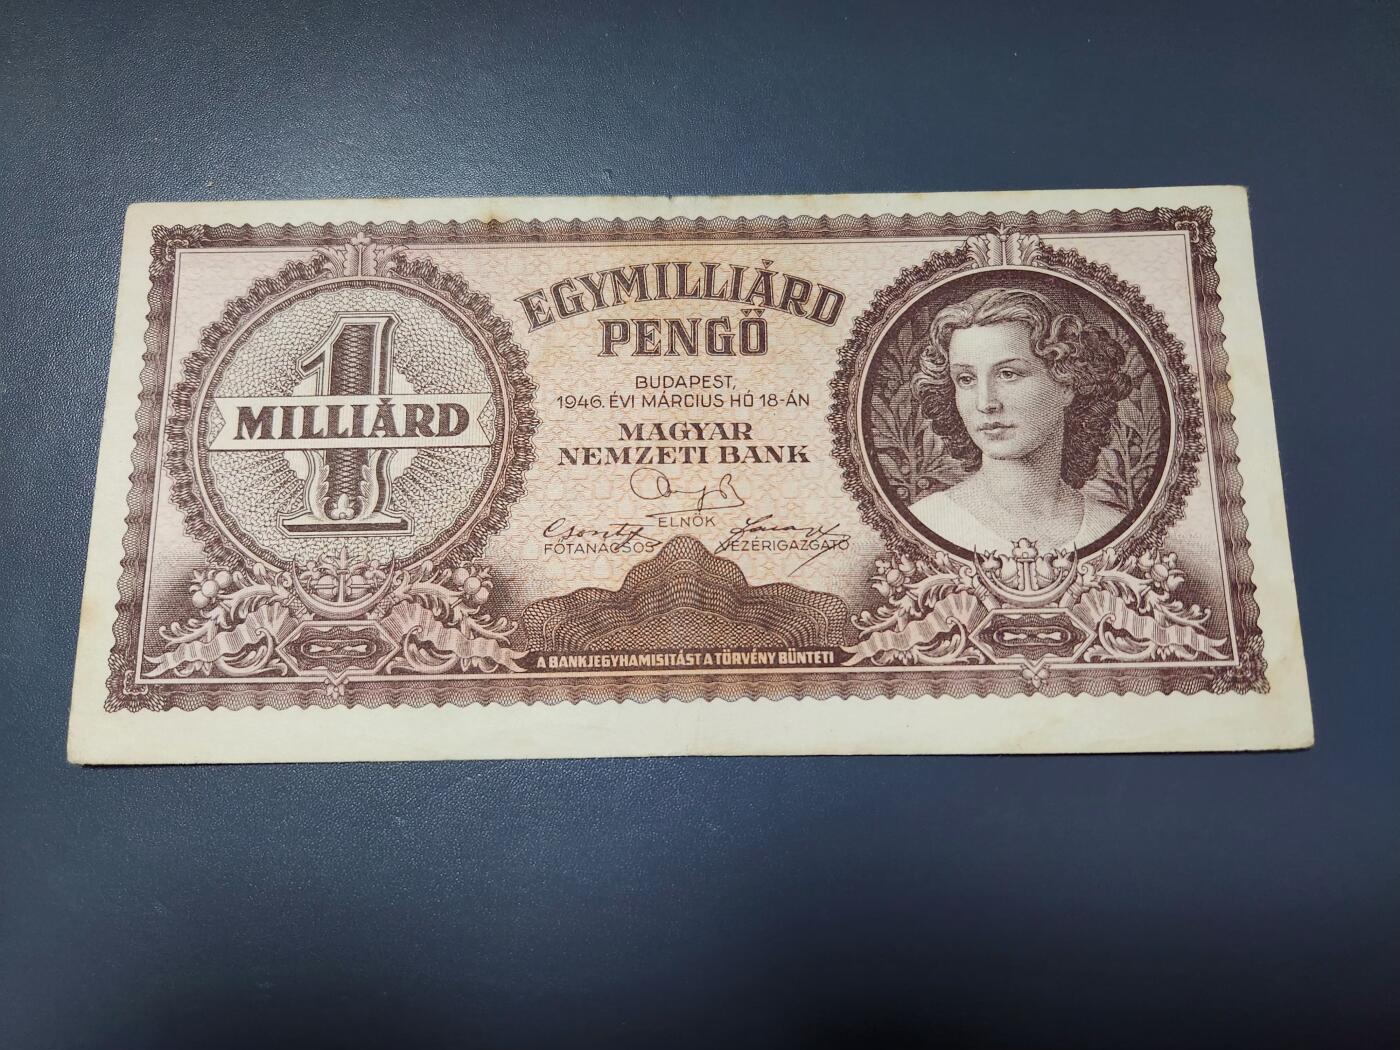 1
MILLIÁRD
EGYMILLIÁRD
PENGŐ
BUDAPEST,
1946. ÉVI MÁRCIUS HÓ 18-ÁN
MAGYAR
NEMZETI BANK
ELNÖK
FŐTANÁCSOS VEZÉRIGAZGATÓ
A BANKJEGYHAMISITÁST A TÖRVÉNY BÜNTETI